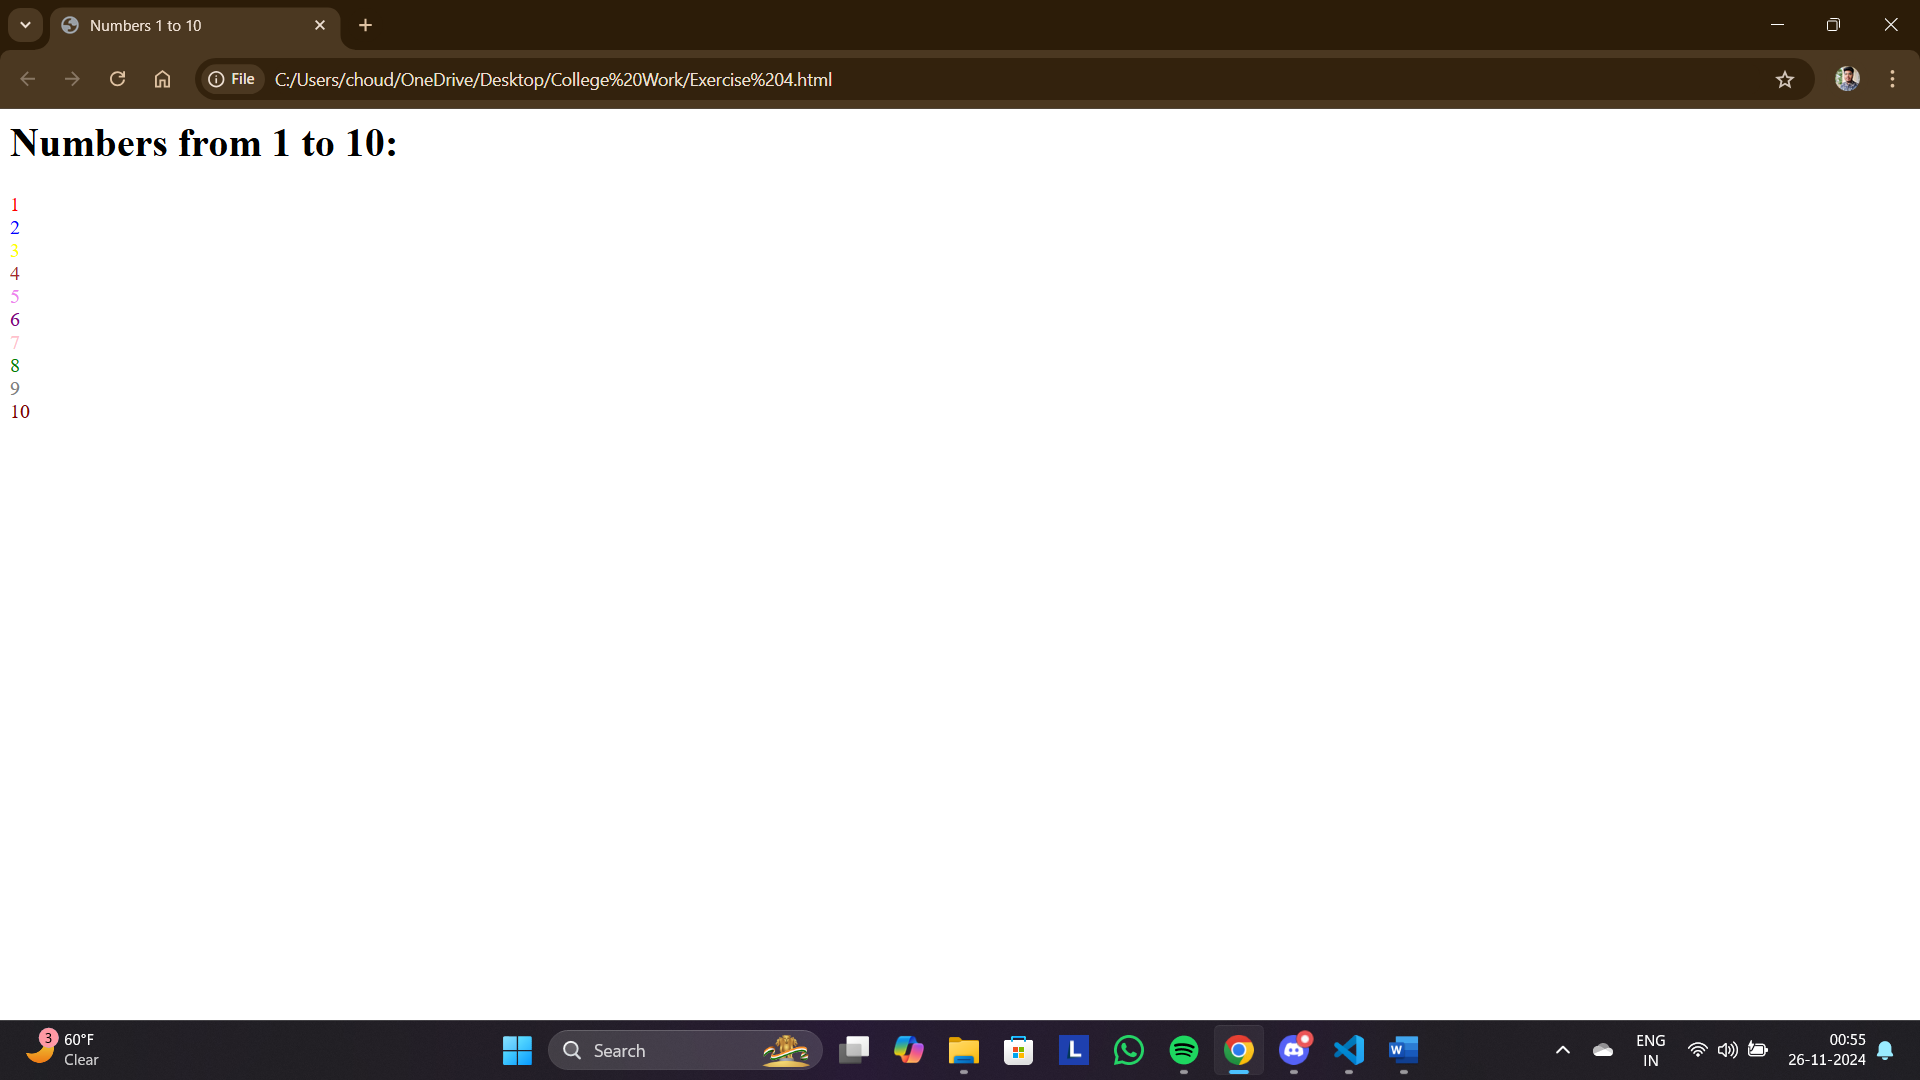 Numbers 1 to 10
File
C:/Users/choud/OneDrive/Desktop/College%20Work/Exercise%204.html
Numbers from 1 to 10:
1
2
3
4
5
6
7
8
9
10
3
60°F
Clear
Search
L
W
ENG
IN
00:55
26-11-2024